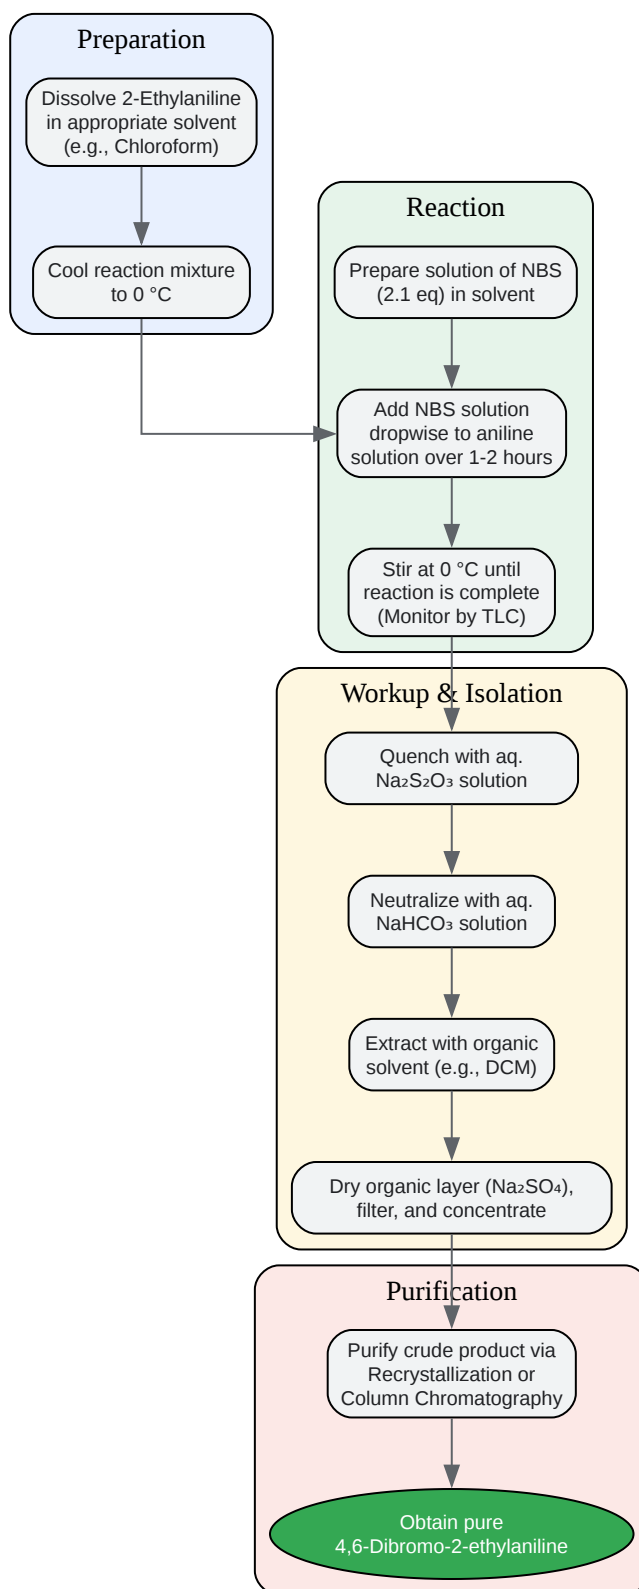 Preparation
Dissolve 2-Ethylaniline
in appropriate solvent
(e.g., Chloroform)
Cool reaction mixture
to 0 °C
Reaction
Prepare solution of NBS
(2.1 eq) in solvent
Add NBS solution
dropwise to aniline
solution over 1-2 hours
Stir at 0 °C until
reaction is complete
(Monitor by TLC)
Workup & Isolation
Quench with aq.
Na₂S₂O₃ solution
Neutralize with aq.
NaHCO₃ solution
Extract with organic
solvent (e.g., DCM)
Dry organic layer (Na₂SO₄),
filter, and concentrate
Purification
Purify crude product via
Recrystallization or
Column Chromatography
Obtain pure
4,6-Dibromo-2-ethylaniline